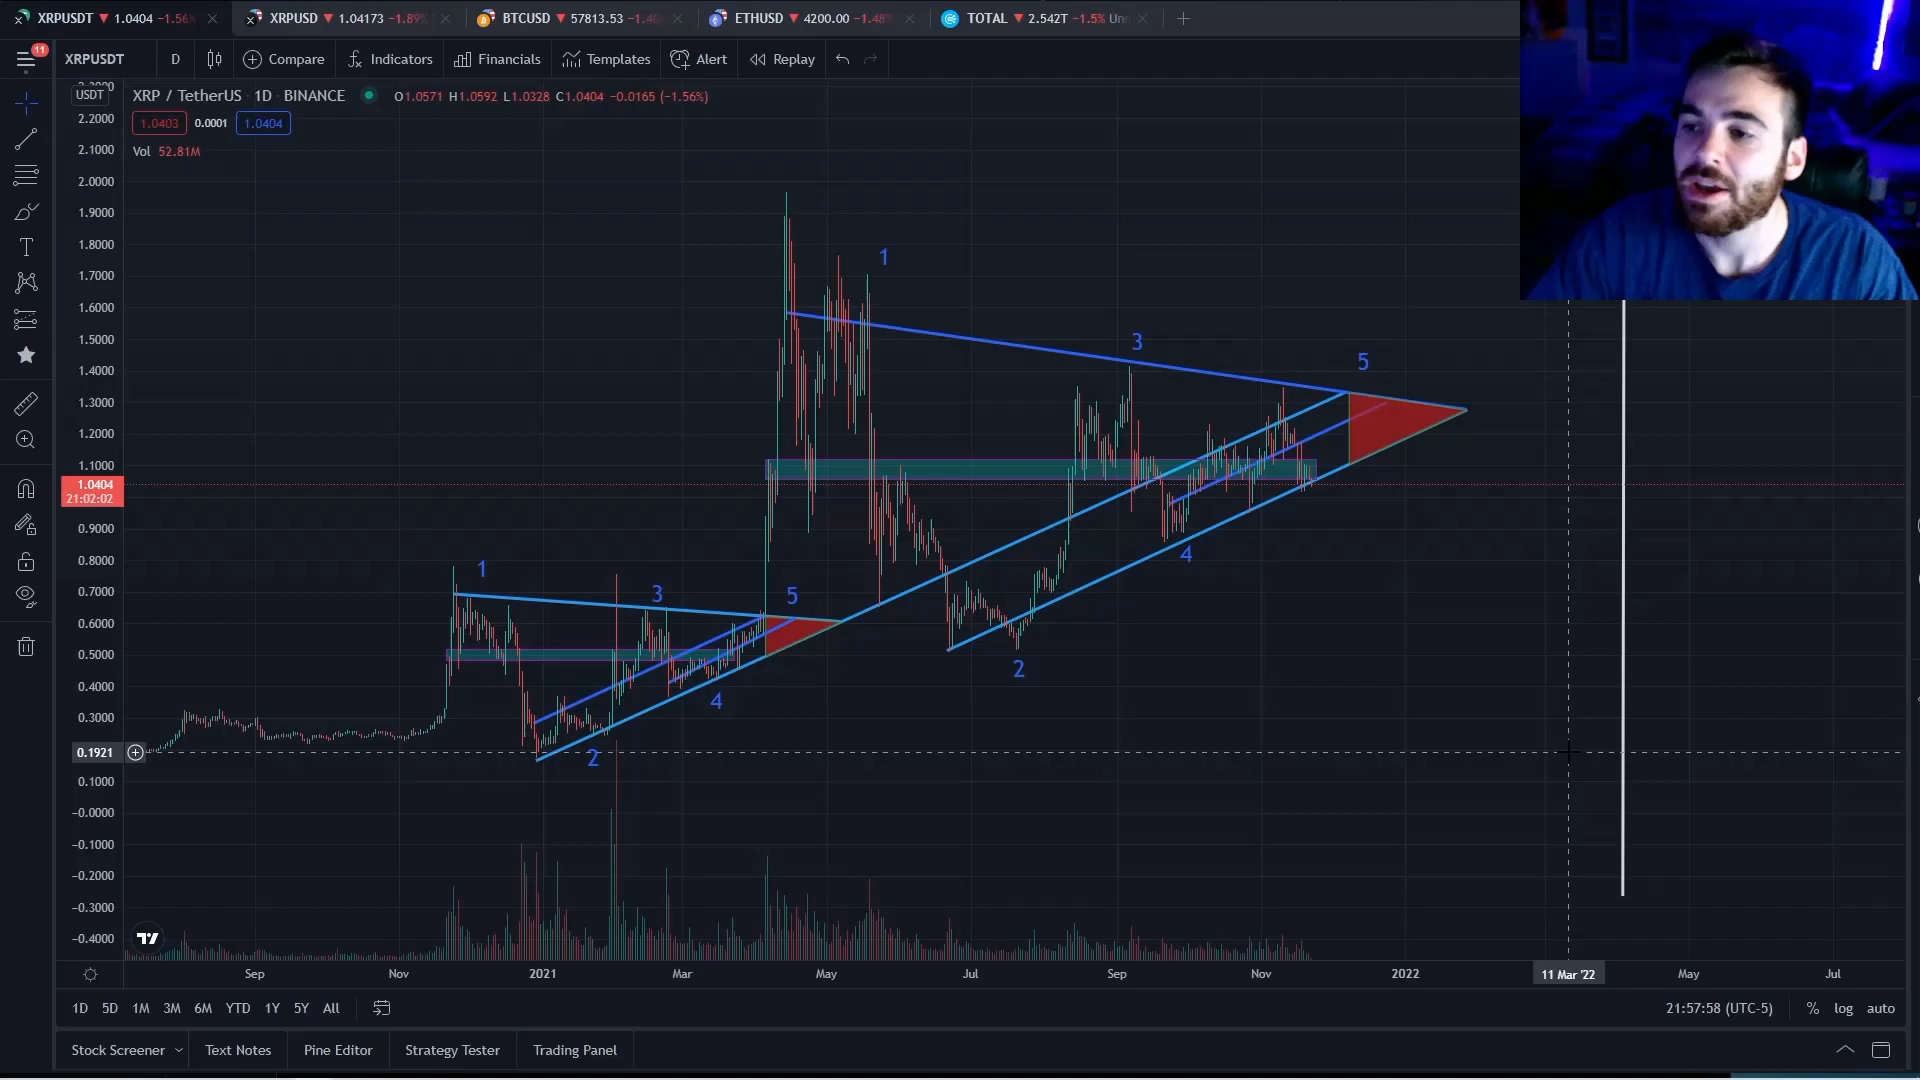 XRPUSDT ▼ 1.0404 −1.56%
XRPUSD ▼ 1.04173 −1.89%
BTCUSD ▼ 57813.53
ETHUSD ▼ 4200.00 −1.48%
TOTAL ▼ 2.542T −1.5%
11
XRPUSDT D Compare Indicators Financials Templates Alert Replay
USDT
XRP / TetherUS 1D BINANCE O1.0571 H1.0592 L1.0328 C1.0404 −0.0165 (−1.56%)
1.0403 0.0001 1.0404
Vol 52.81M
2.2000
2.1000
2.0000
1.9000
1.8000
1.7000
1.6000
1.5000
1.4000
1.3000
1.2000
1.1000
1.0404
21:02:02
0.9000
0.8000
0.7000
0.6000
0.5000
0.4000
0.3000
0.1921
0.1000
−0.0000
−0.1000
−0.2000
−0.3000
−0.4000
1
3
5
2
4
1
3
5
2
4
Sep Nov 2021 Mar May Jul Sep Nov 2022 11 Mar '22 May Jul
1D 5D 1M 3M 6M YTD 1Y 5Y All
21:57:58 (UTC-5) % log auto
Stock Screener Text Notes Pine Editor Strategy Tester Trading Panel